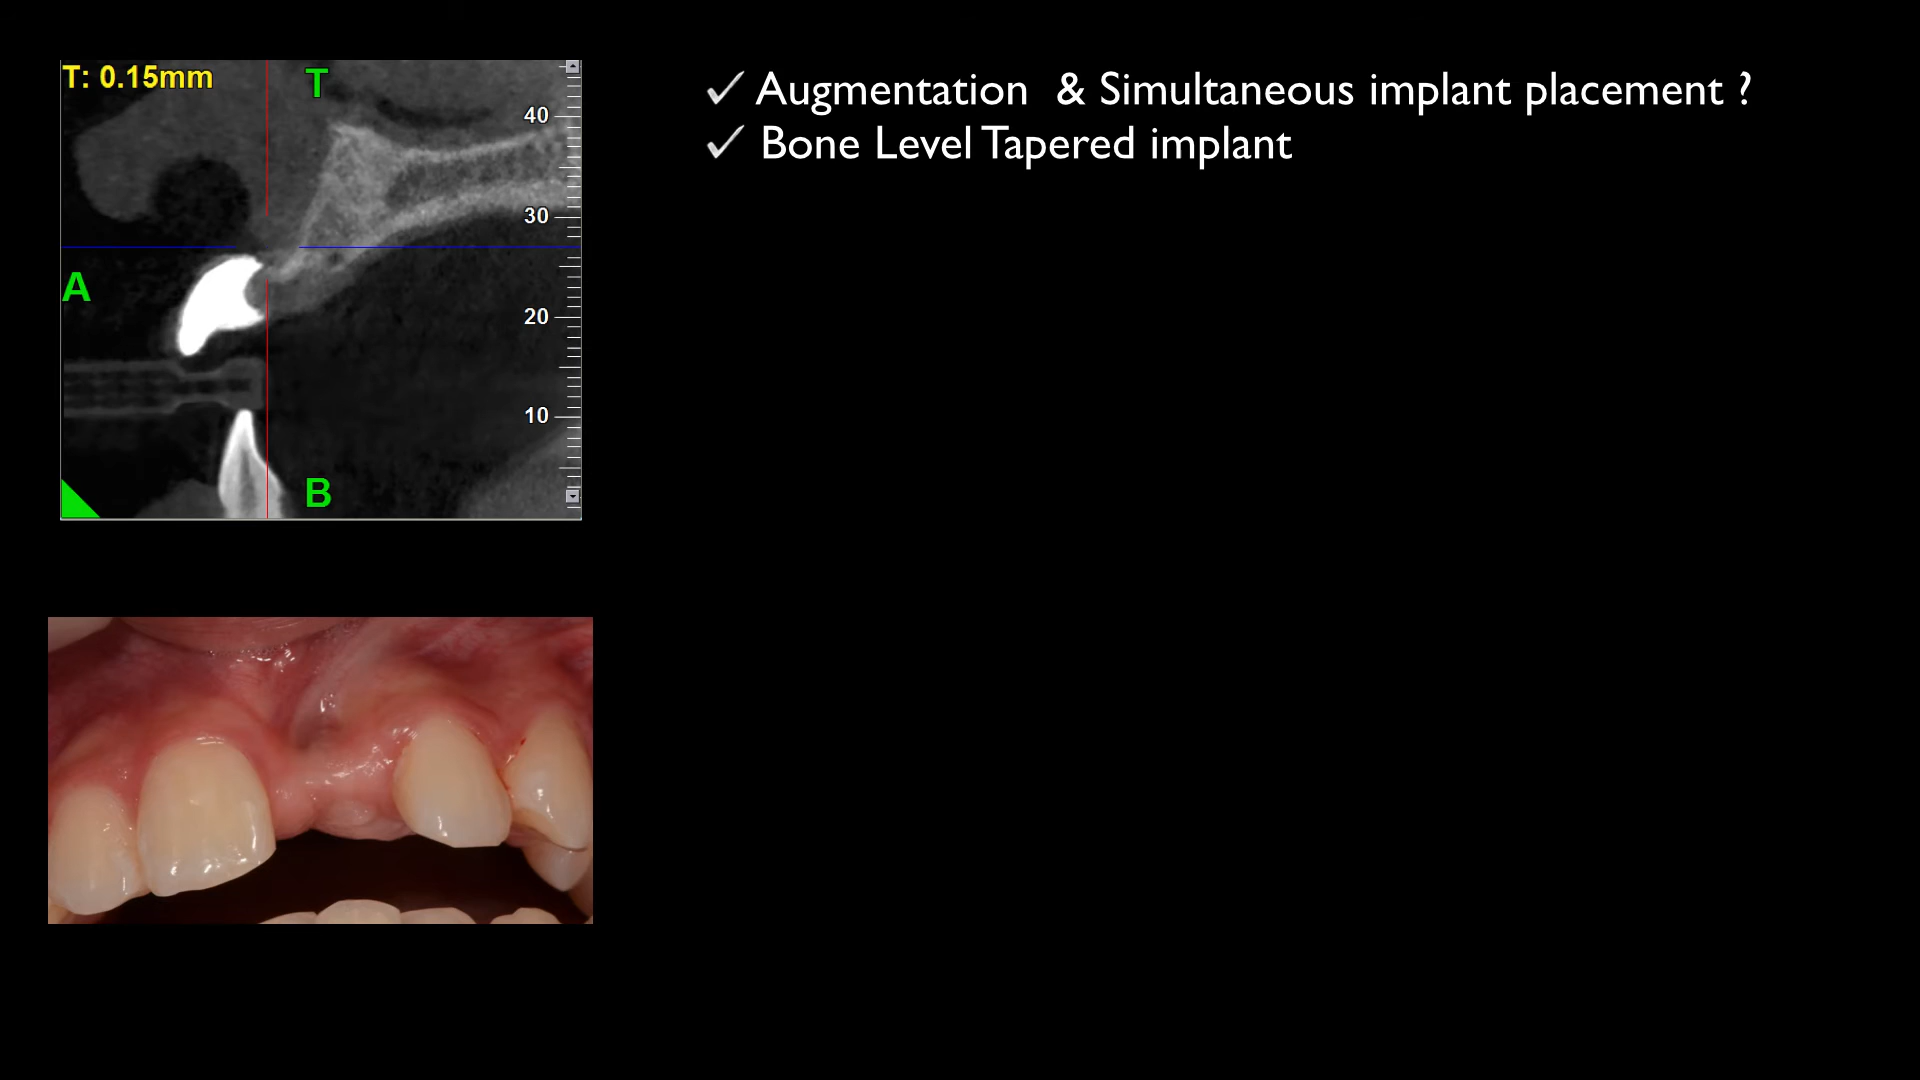 T: 0.15mm
T
40
30
A
20
10
B
✓ Augmentation & Simultaneous implant placement ?
✓ Bone Level Tapered implant